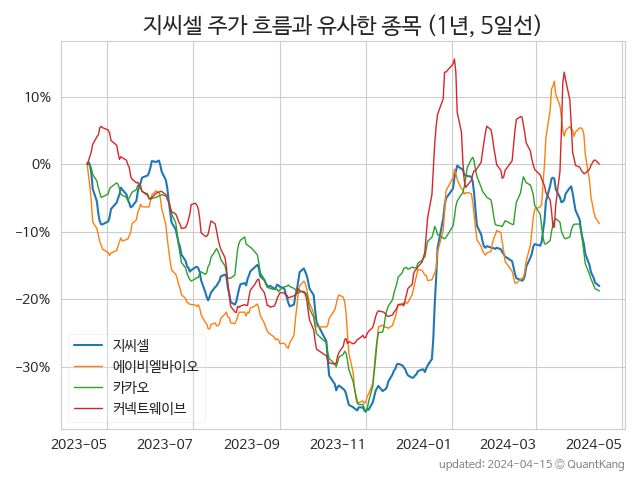 지씨셀 주가 흐름과 유사한 종목 (1년, 5일선)
10%
0%
−10%
−20%
−30%
지씨셀
에이비엘바이오
카카오
커넥트웨이브
2023-05 2023-07 2023-09 2023-11 2024-01 2024-03 2024-05
updated: 2024-04-15 © QuantKang